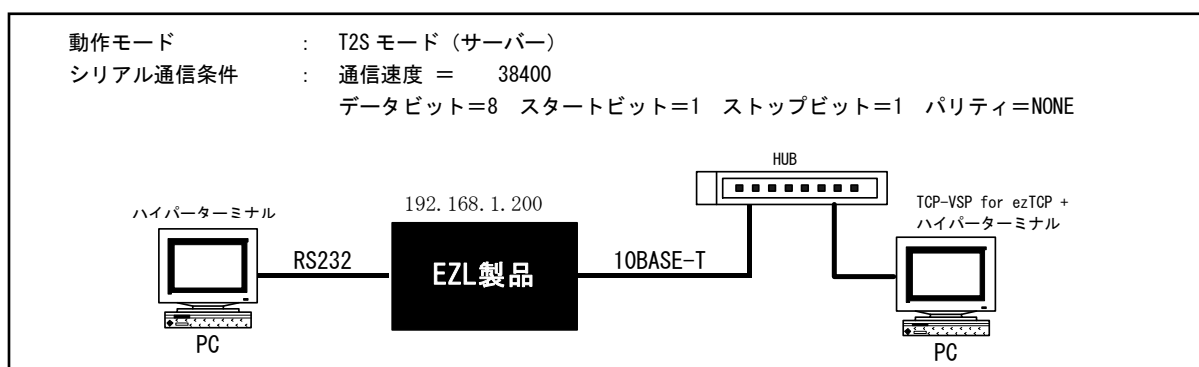 動作モード : T2S モード（サーバー）
シリアル通信条件 : 通信速度 ＝ 38400
データビット＝8 スタートビット＝1 ストップビット＝1 パリティ＝NONE
HUB
ハイパーターミナル
192.168.1.200
TCP-VSP for ezTCP +
ハイパーターミナル
RS232
EZL製品
10BASE-T
PC
PC